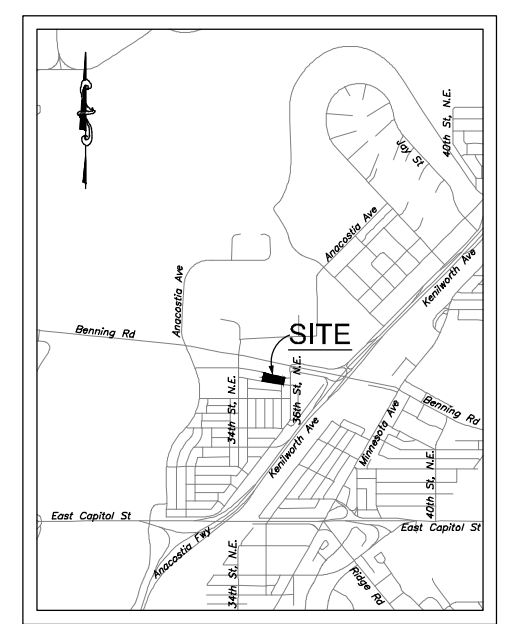 40th St, N.E.
Jay St
Anacostia Ave
Kenilworth Ave
Anacostia Ave
Benning Rd
SITE
34th St, N.E.
36th St, N.E.
Kenilworth Ave
Minnesota Ave
Benning Rd
40th St, N.E.
East Capitol St
East Capitol St
Anacostia Fwy
34th St, N.E.
Ridge Rd